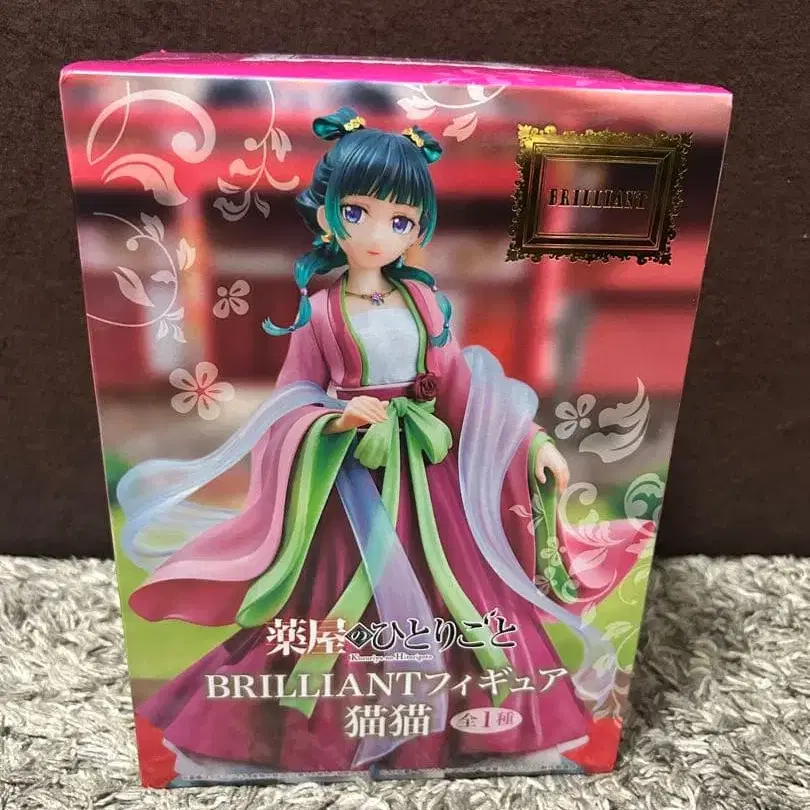 BRILLIANT
薬屋のひとりごと
Kusuriya no Hitorigoto
BRILLIANTフィギュア
猫猫 全1種